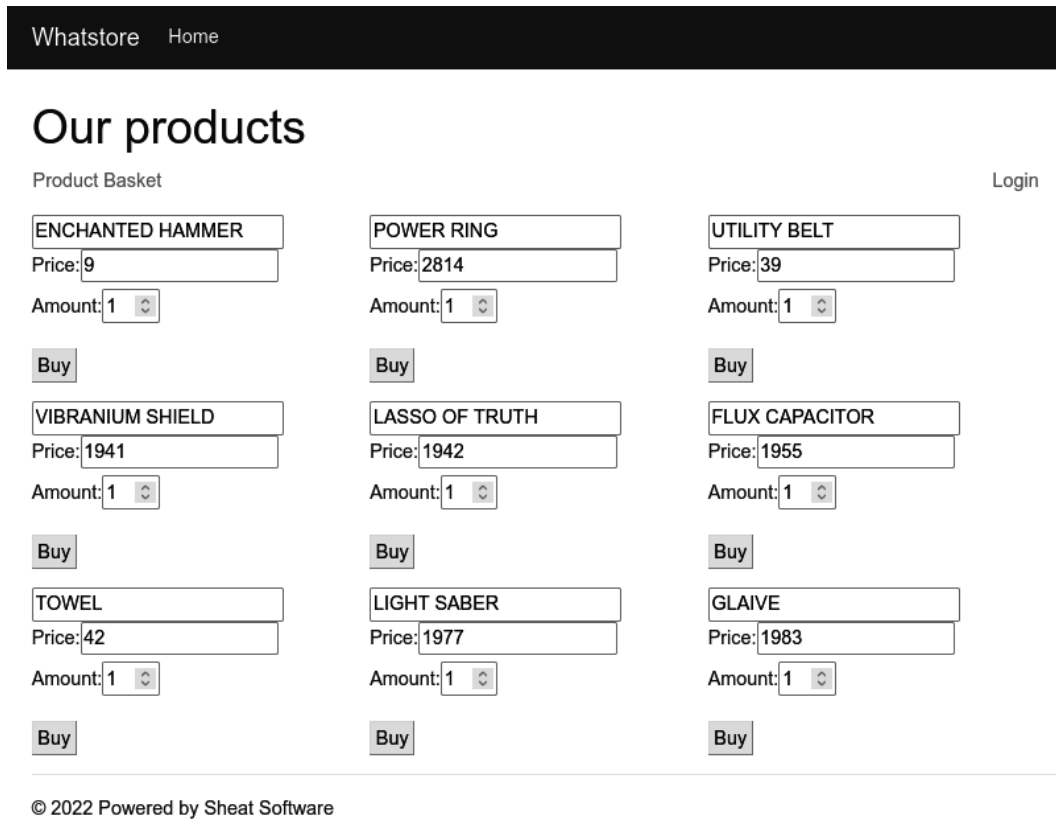 Whatstore Home
Our products
Product Basket Login
ENCHANTED HAMMER POWER RING UTILITY BELT
Price: 9 Price: 2814 Price: 39
Amount: 1 Amount: 1 Amount: 1
Buy Buy Buy
VIBRANIUM SHIELD LASSO OF TRUTH FLUX CAPACITOR
Price: 1941 Price: 1942 Price: 1955
Amount: 1 Amount: 1 Amount: 1
Buy Buy Buy
TOWEL LIGHT SABER GLAIVE
Price: 42 Price: 1977 Price: 1983
Amount: 1 Amount: 1 Amount: 1
Buy Buy Buy
© 2022 Powered by Sheat Software